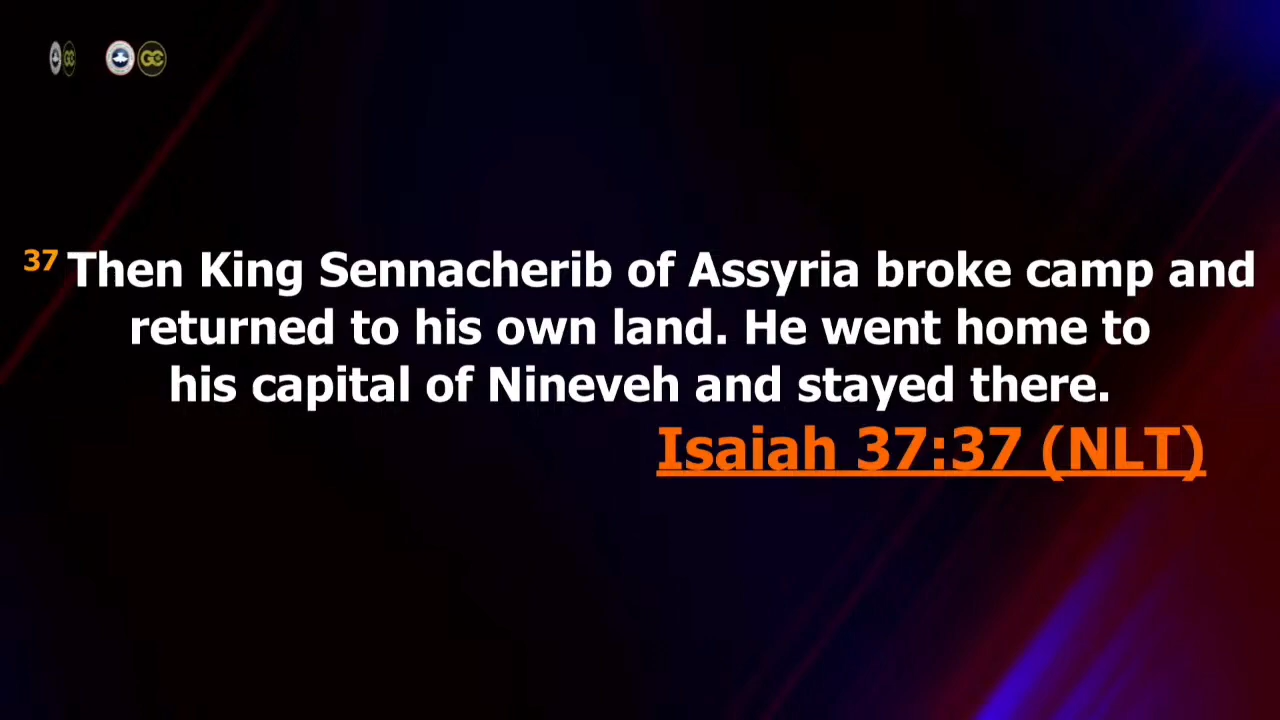 37 Then King Sennacherib of Assyria broke camp and
returned to his own land. He went home to
his capital of Nineveh and stayed there.
Isaiah 37:37 (NLT)